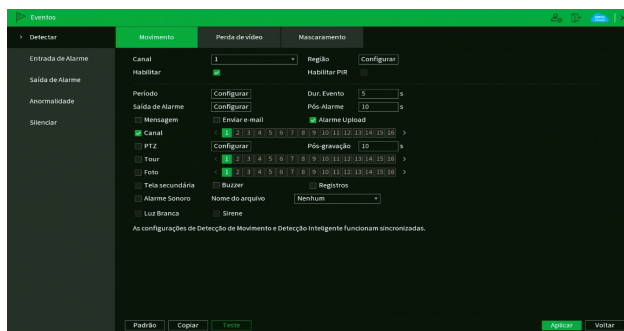 Eventos
Detectar
Entrada de Alarme
Saída de Alarme
Anormalidade
Silenciar
Movimento Perda de vídeo Mascaramento
Canal 1 Região Configurar
Habilitar Habilitar PIR
Período Configurar Dur. Evento 5 s
Saída de Alarme Configurar Pós-Alarme 10 s
Mensagem Enviar e-mail Alarme Upload
Canal < 1 2 3 4 5 6 7 8 9 10 11 12 13 14 15 16 >
PTZ Configurar Pós-gravação 10 s
Tour < 1 2 3 4 5 6 7 8 9 10 11 12 13 14 15 16 >
Foto < 1 2 3 4 5 6 7 8 9 10 11 12 13 14 15 16 >
Tela secundária Buzzer Registros
Alarme Sonoro Nome do arquivo Nenhum
Luz Branca Sirene
As configurações de Detecção de Movimento e Detecção Inteligente funcionam sincronizadas.
Padrão Copiar Teste Aplicar Voltar